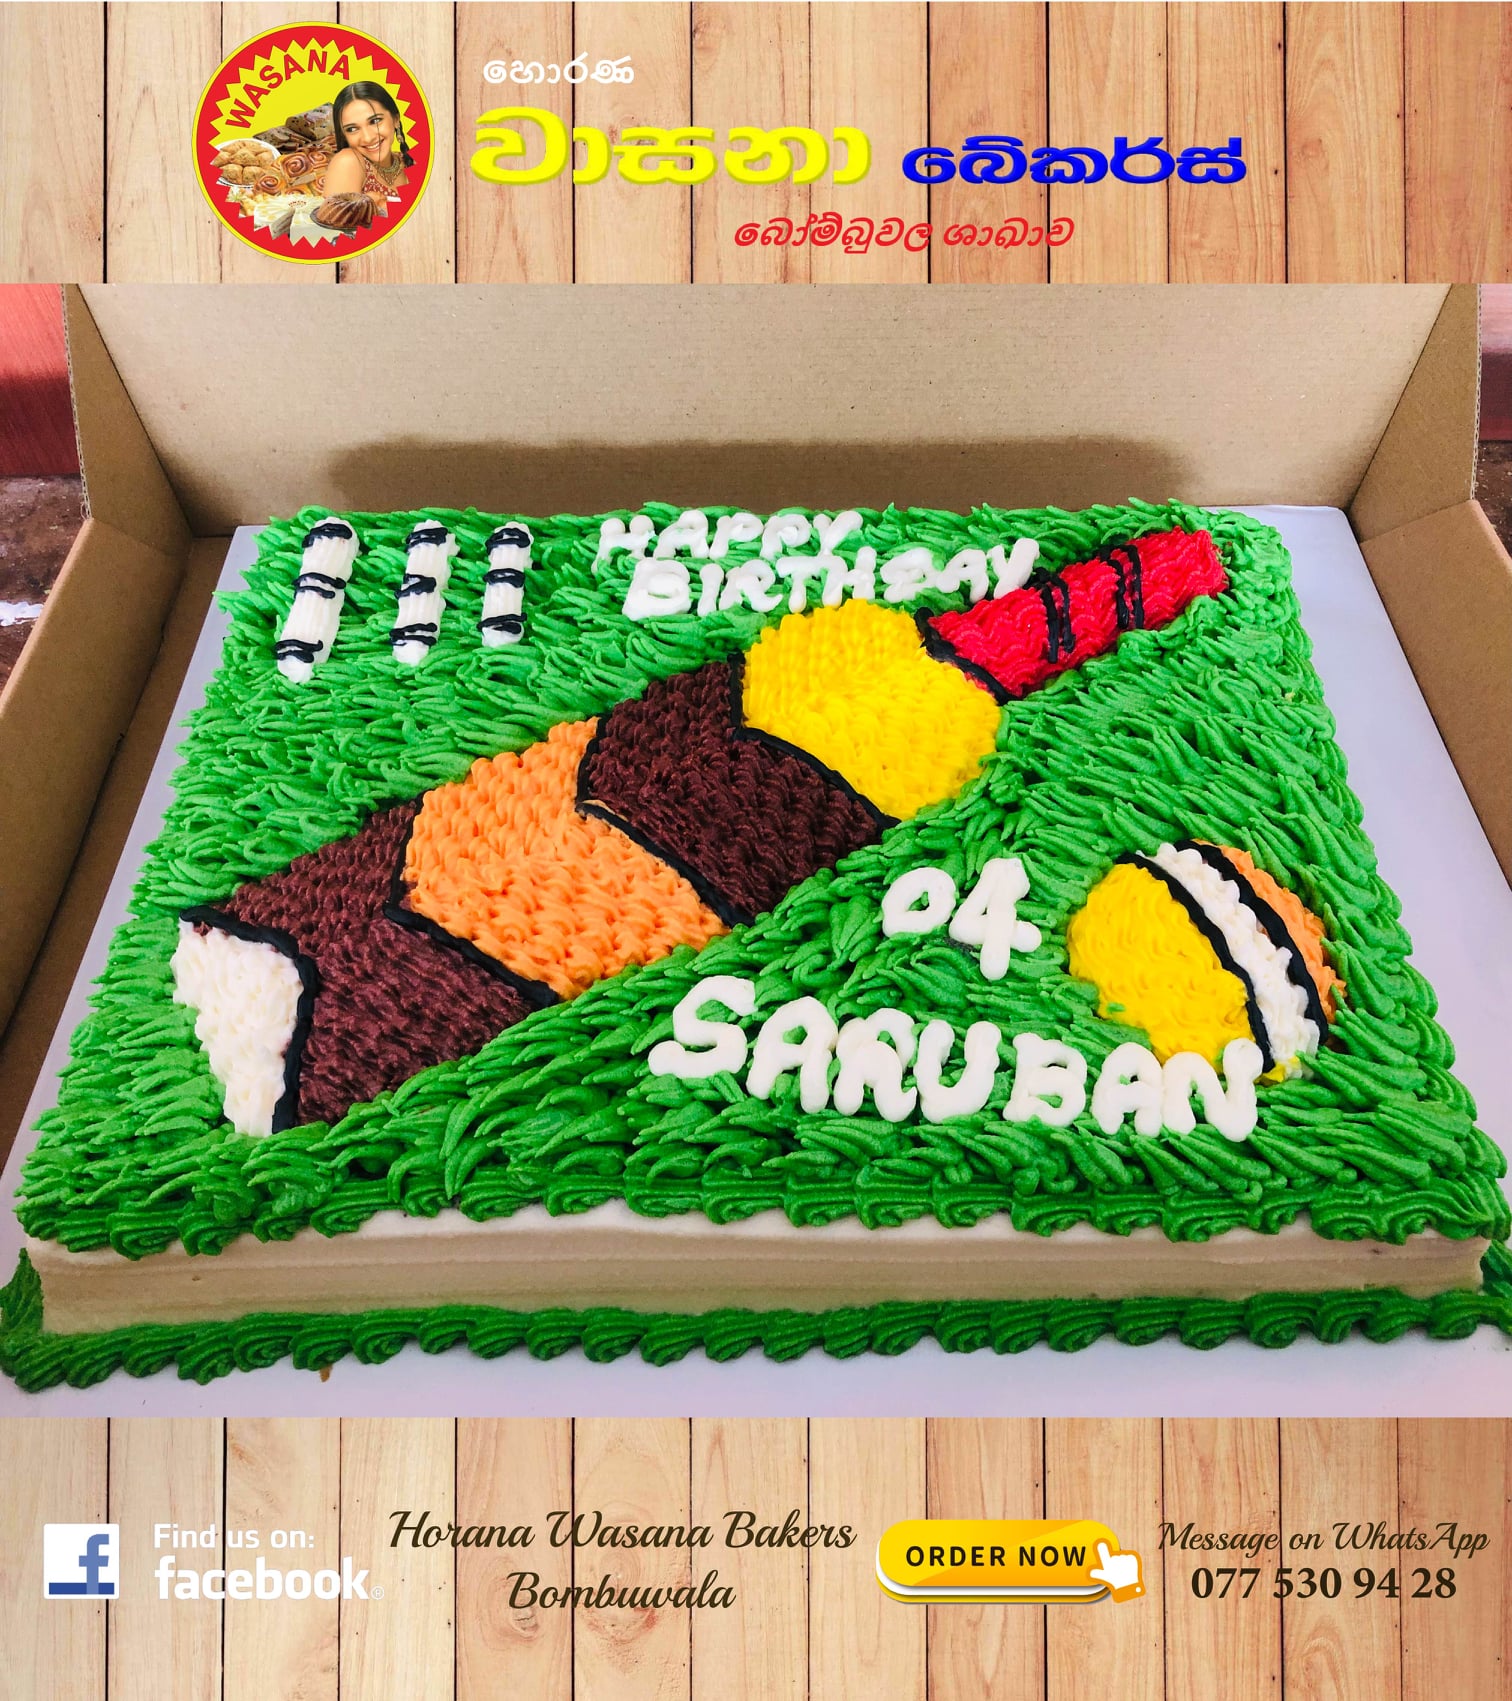 WASANA
හොරණ
වාසනා බේකර්ස්
බෝම්බුවල ශාඛාව
HAPPY
BIRTHDAY
04
SARUBAN
Find us on:
facebook®
Horana Wasana Bakers
Bombuwala
ORDER NOW
Message on WhatsApp
077 530 94 28